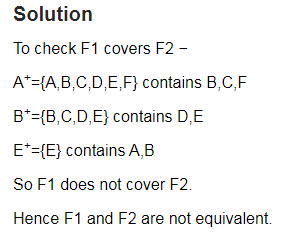 Solution
To check F1 covers F2 −
A+={A,B,C,D,E,F} contains B,C,F
B+={B,C,D,E} contains D,E
E+={E} contains A,B
So F1 does not cover F2.
Hence F1 and F2 are not equivalent.